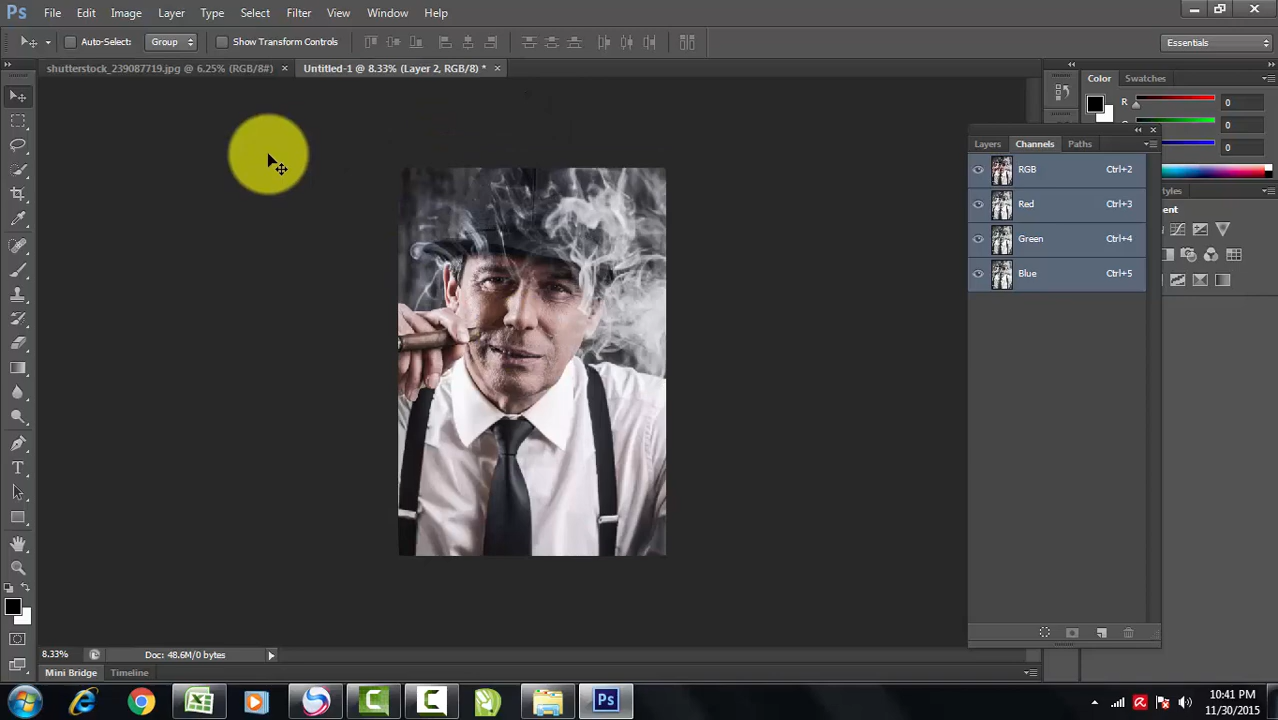 Ps File Edit Image Layer Type Select Filter 3D View Window Help
Auto-Select: Group Show Transform Controls Essentials
shutterstock_239087719.jpg @ 6.25% (RGB/8#) × Untitled-1 @ 8.33% (Layer 2, RGB/8) * ×
Color Swatches
R 0
0
0
Layers Channels Paths
RGB Ctrl+2
Red Ctrl+3
Green Ctrl+4
Blue Ctrl+5
8.33% Doc: 48.6M/0 bytes
Mini Bridge Timeline
Ps
10:41 PM
11/30/2015